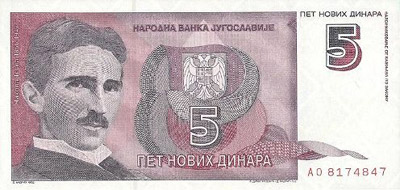 НАРОДНА БАНКА ЈУГОСЛАВИЈЕ
ПЕТ НОВИХ ДИНАРА
5
5
ПЕТ НОВИХ ДИНАРА
АО 8174847